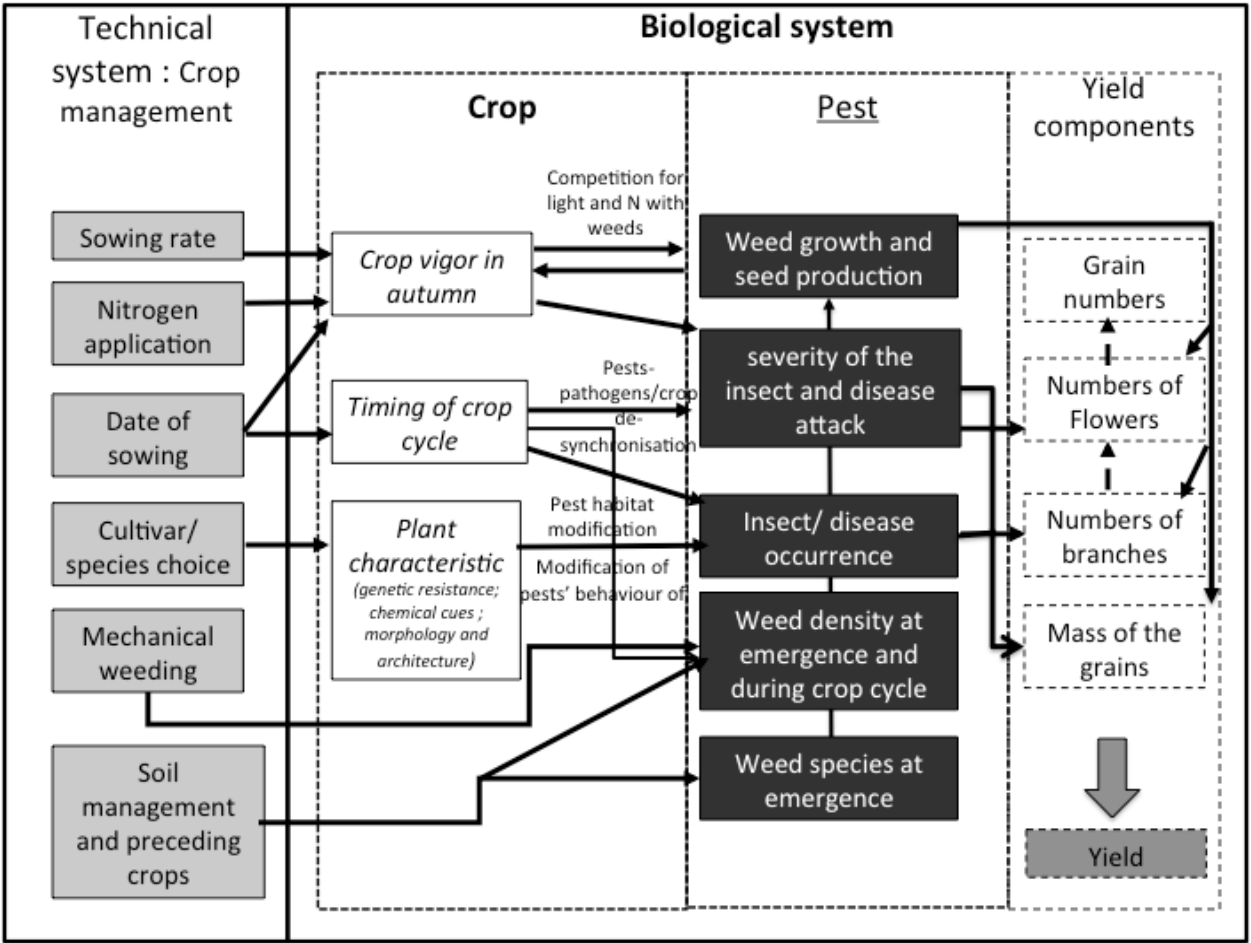 Technical
system : Crop
management
Biological system
Crop
Pest
Yield
components
Sowing rate
Nitrogen
application
Date of
sowing
Cultivar/
species choice
Mechanical
weeding
Soil
management
and preceding
crops
Crop vigor in
autumn
Timing of crop
cycle
Plant
characteristic
(genetic resistance;
chemical cues ;
morphology and
architecture)
Competition for
light and N with
weeds
Pests-
pathogens/crop
de-
synchronisation
Pest habitat
modification
Modification of
pests' behaviour of
Weed growth and
seed production
severity of the
insect and disease
attack
Insect/ disease
occurrence
Weed density at
emergence and
during crop cycle
Weed species at
emergence
Grain
numbers
Numbers of
Flowers
Numbers of
branches
Mass of the
grains
Yield